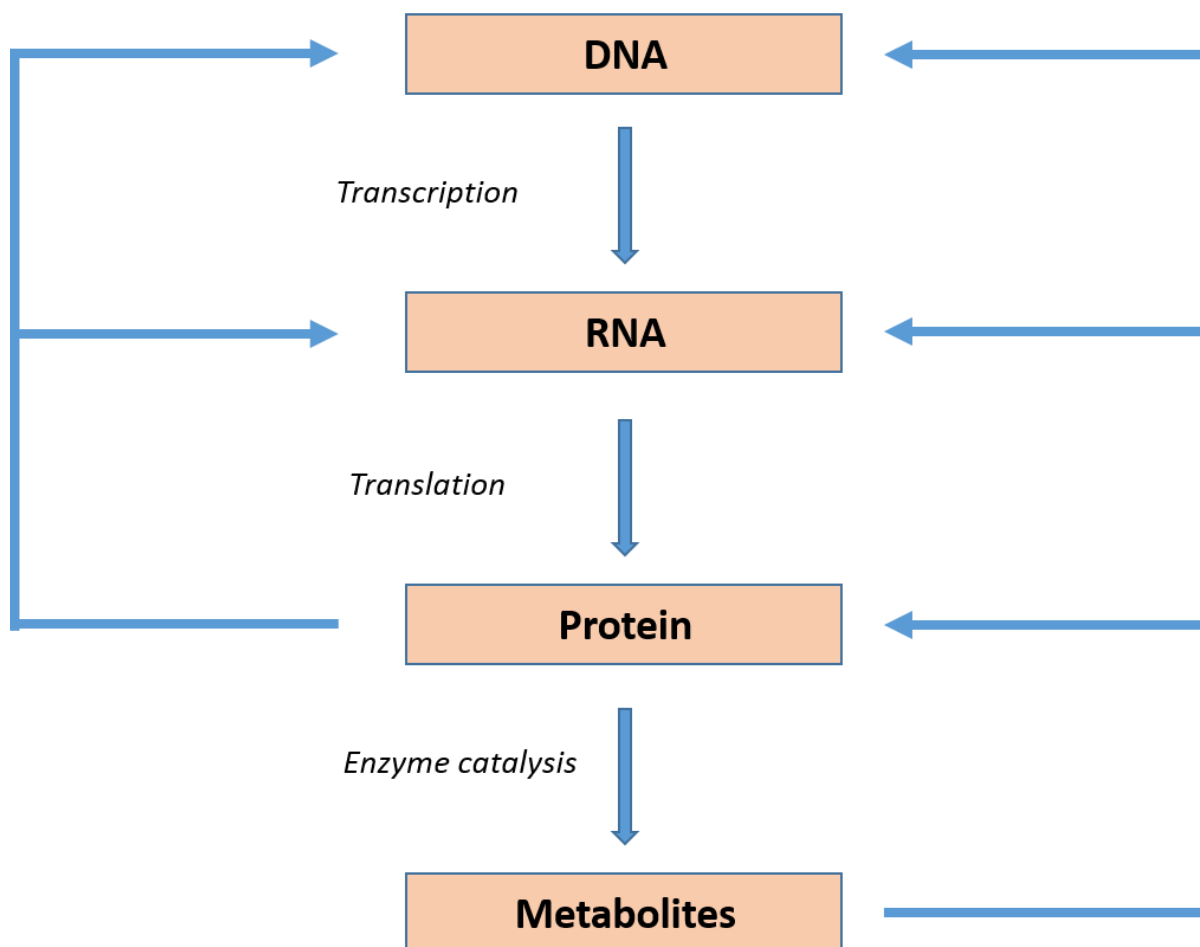 DNA
Transcription
RNA
Translation
Protein
Enzyme catalysis
Metabolites